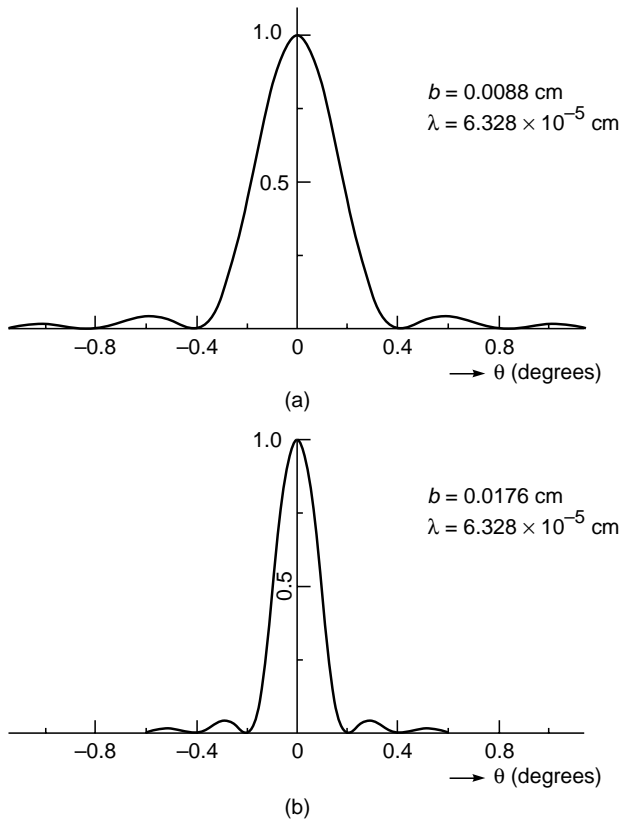 1.0
b = 0.0088 cm
λ = 6.328 × 10⁻⁵ cm
0.5
–0.8 –0.4 0 0.4 0.8
→ θ (degrees)
(a)
1.0
b = 0.0176 cm
λ = 6.328 × 10⁻⁵ cm
0.5
–0.8 –0.4 0 0.4 0.8
→ θ (degrees)
(b)